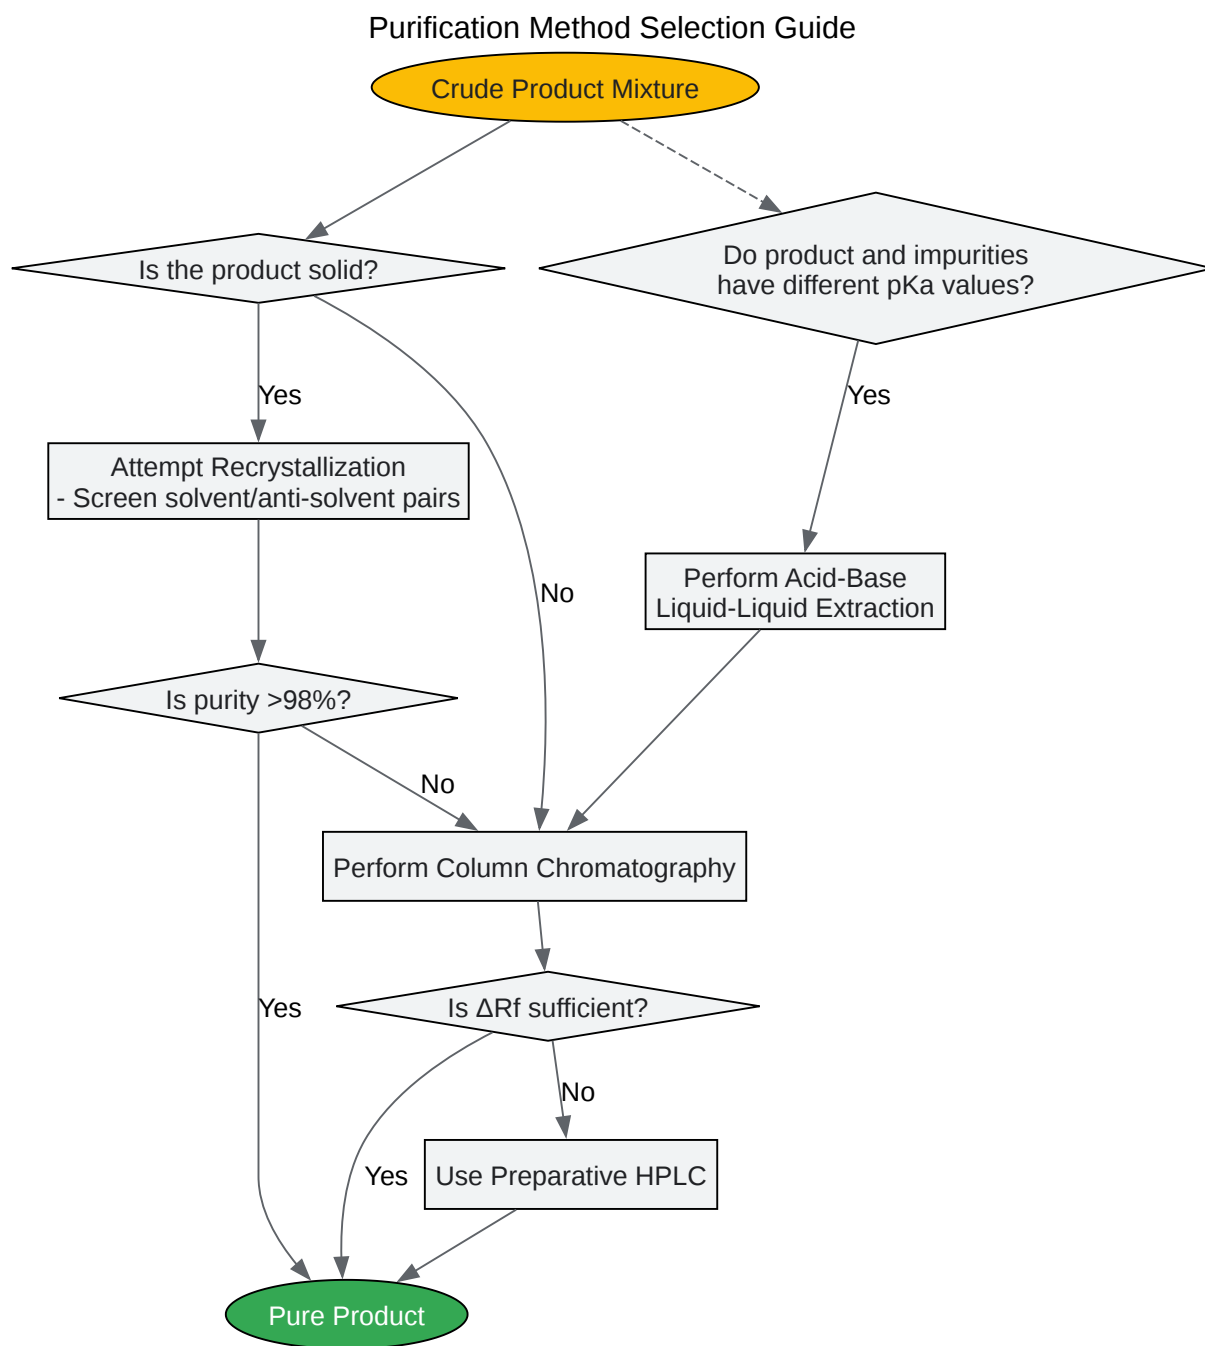 Purification Method Selection Guide
Crude Product Mixture
Is the product solid?
Do product and impurities
have different pKa values?
Yes
Yes
Attempt Recrystallization
- Screen solvent/anti-solvent pairs
No
Perform Acid-Base
Liquid-Liquid Extraction
Is purity >98%?
No
Perform Column Chromatography
Is ΔRf sufficient?
Yes
No
Yes
Use Preparative HPLC
Pure Product